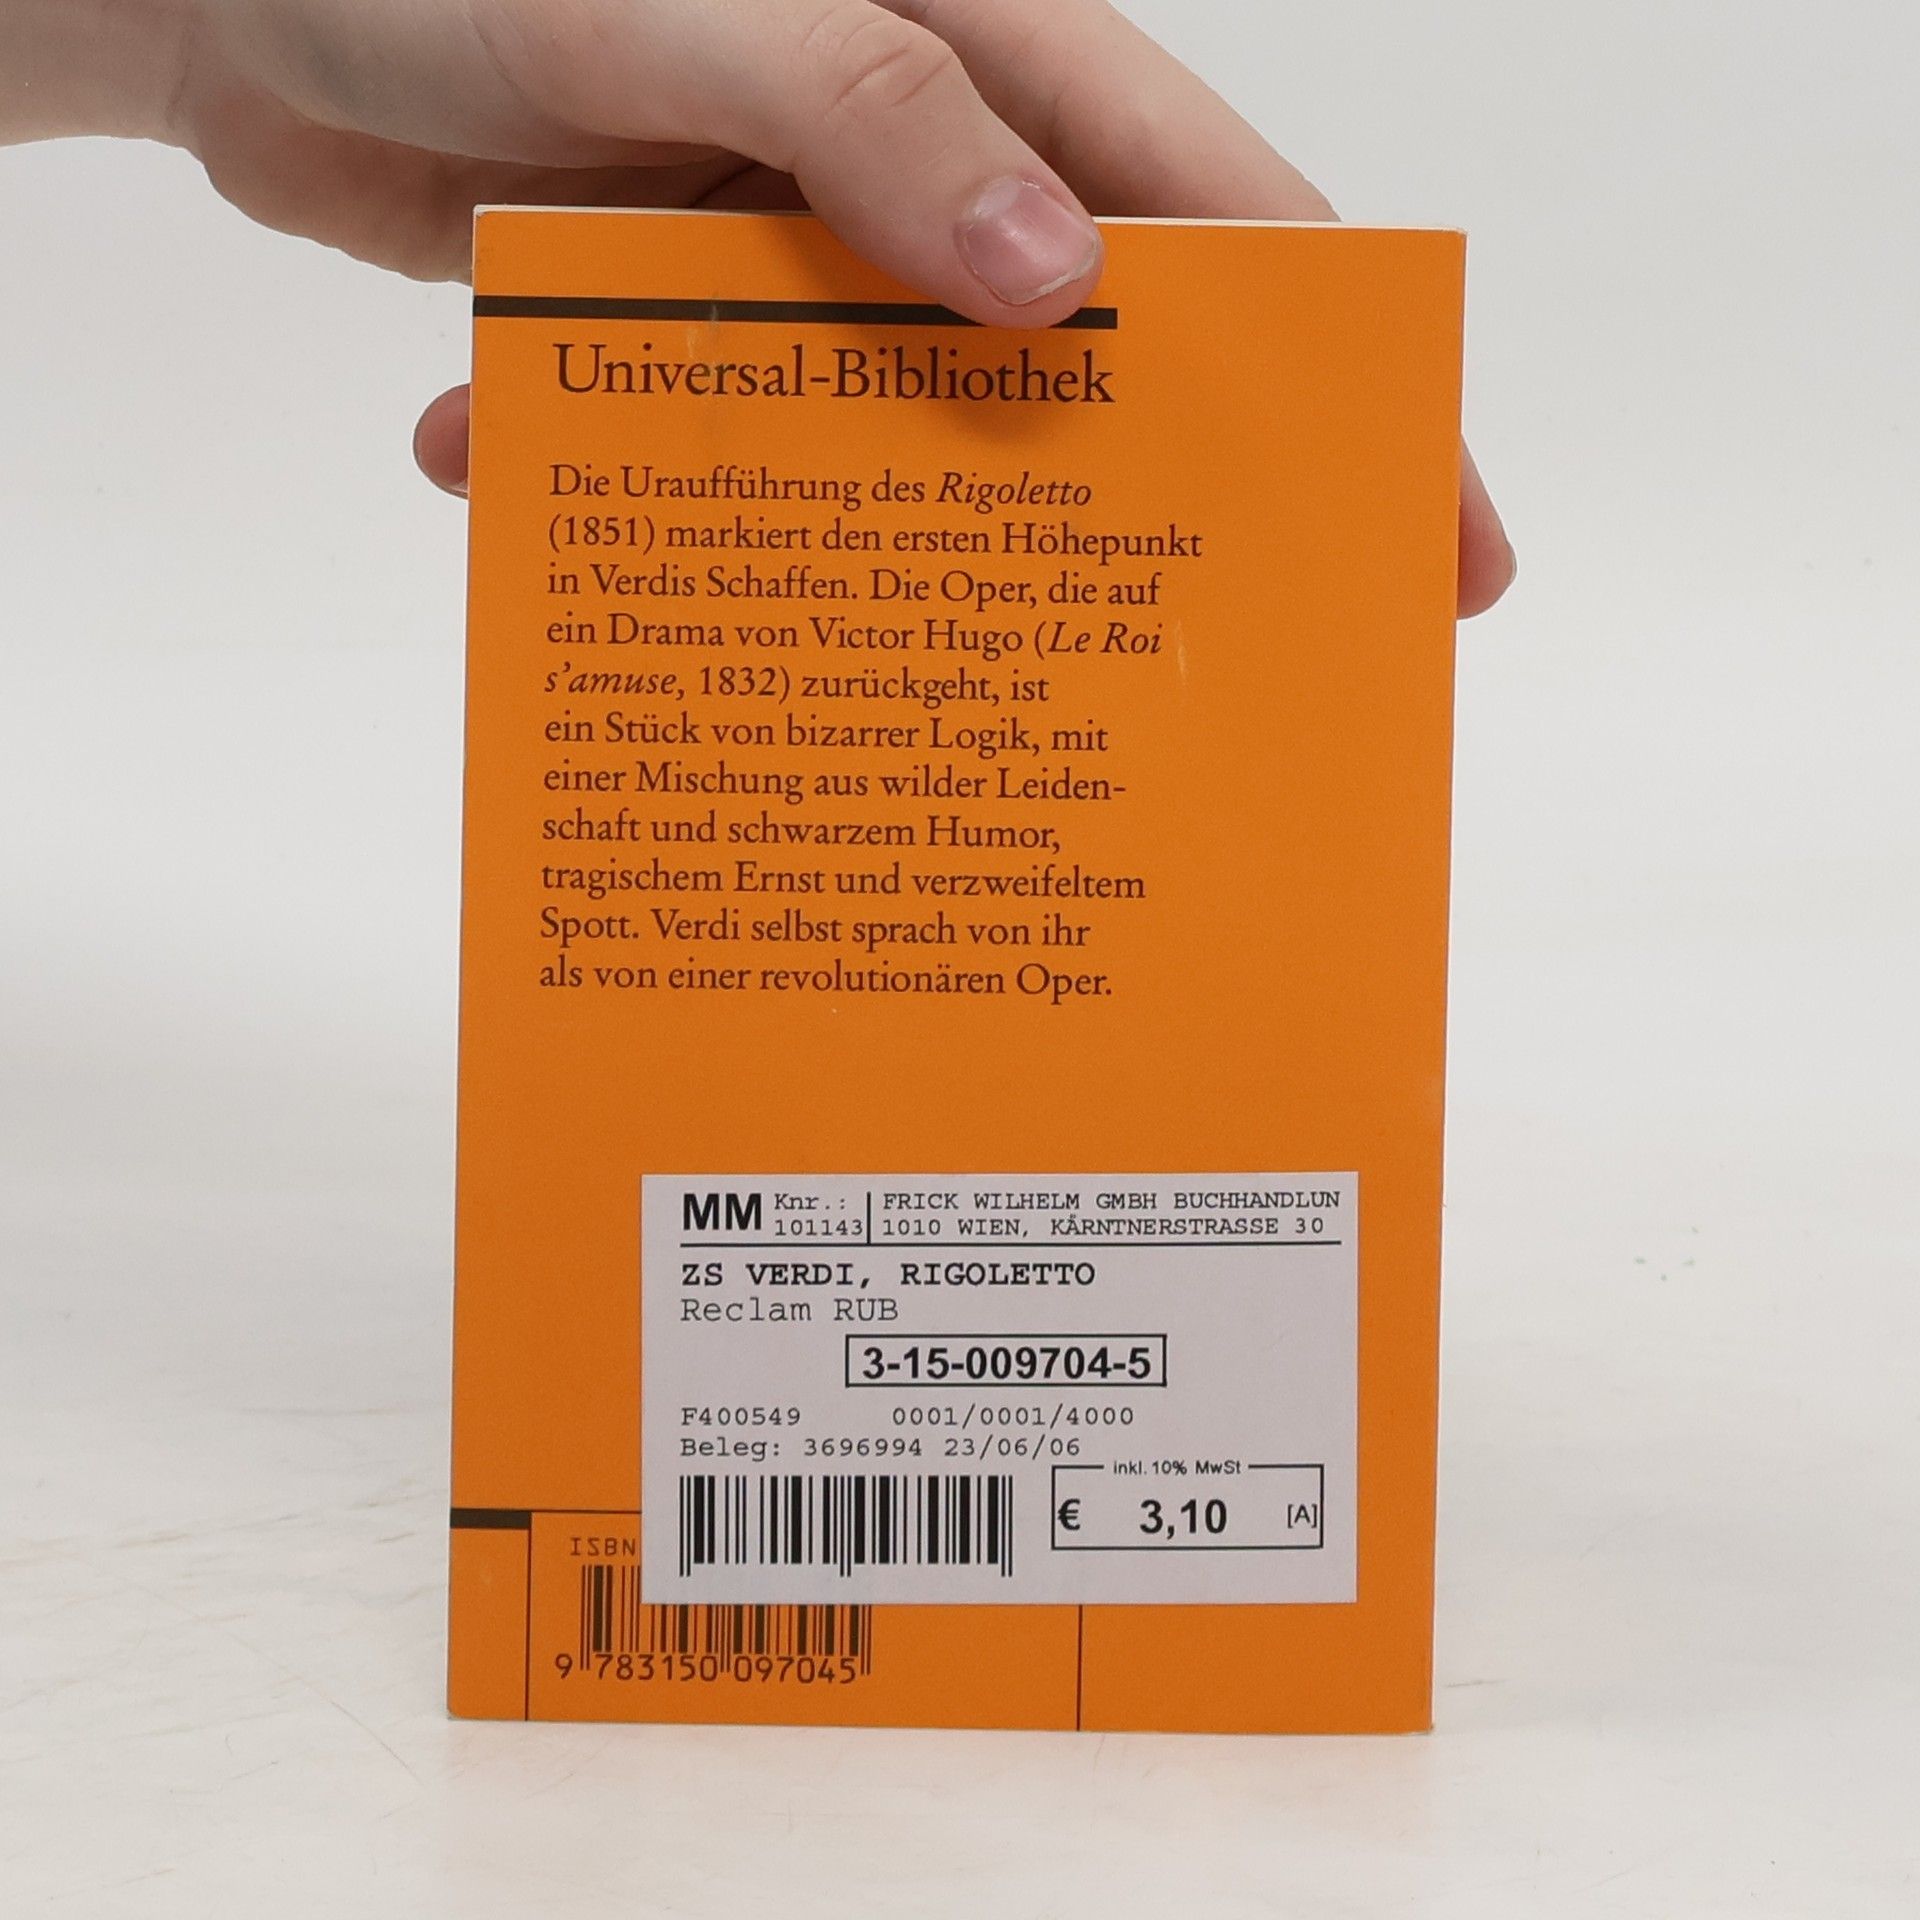 Universal-Bibliothek
Die Uraufführung des Rigoletto
(1851) markiert den ersten Höhepunkt
in Verdis Schaffen. Die Oper, die auf
ein Drama von Victor Hugo (Le Roi
s’amuse, 1832) zurückgeht, ist
ein Stück von bizarrer Logik, mit
einer Mischung aus wilder Leiden-
schaft und schwarzem Humor,
tragischem Ernst und verzweifeltem
Spott. Verdi selbst sprach von ihr
als von einer revolutionären Oper.
MM Knr.: FRICK WILHELM GMBH BUCHHANDLUN
101143 1010 WIEN, KÄRNTNERSTRASSE 30
ZS VERDI, RIGOLETTO
Reclam RUB
3-15-009704-5
F400549 0001/0001/4000
Beleg: 3696994 23/06/06
inkl. 10% MwSt
€ 3,10 [A]
ISBN
9 783150 097045